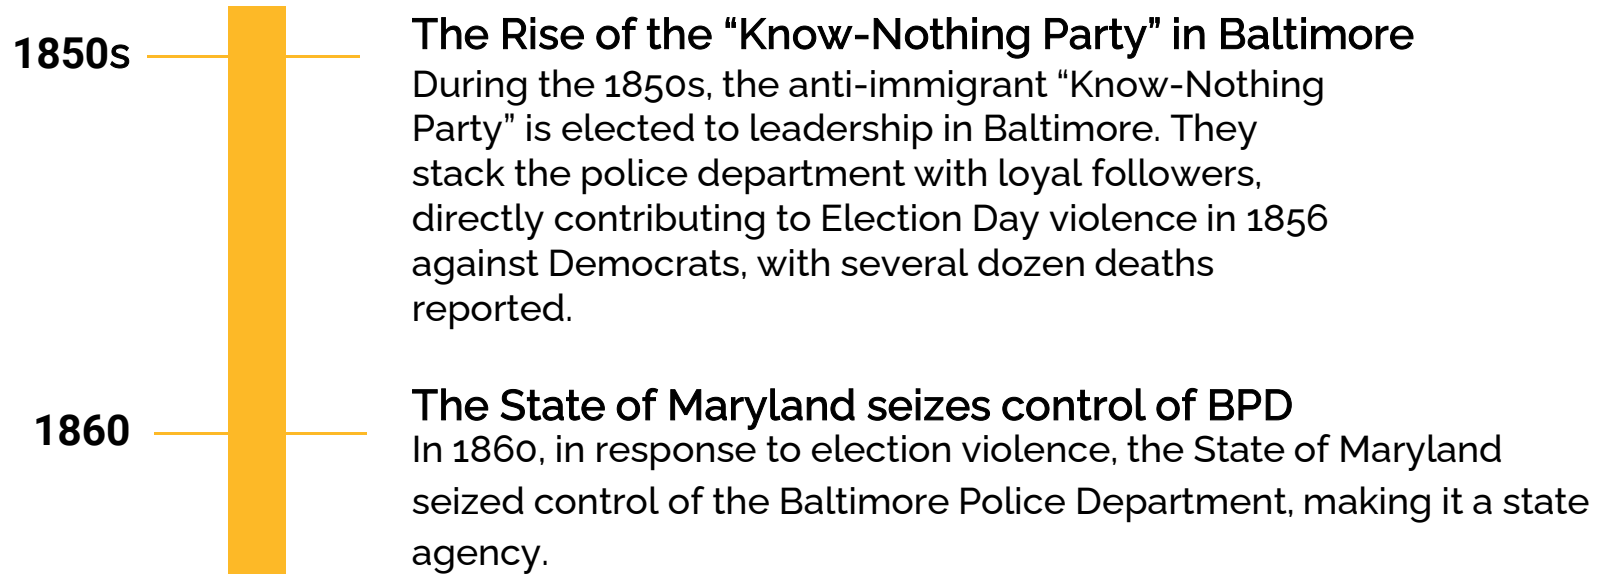 1850s
The Rise of the “Know-Nothing Party” in Baltimore
During the 1850s, the anti-immigrant “Know-Nothing
Party” is elected to leadership in Baltimore. They
stack the police department with loyal followers,
directly contributing to Election Day violence in 1856
against Democrats, with several dozen deaths
reported.
1860
The State of Maryland seizes control of BPD
In 1860, in response to election violence, the State of Maryland
seized control of the Baltimore Police Department, making it a state
agency.